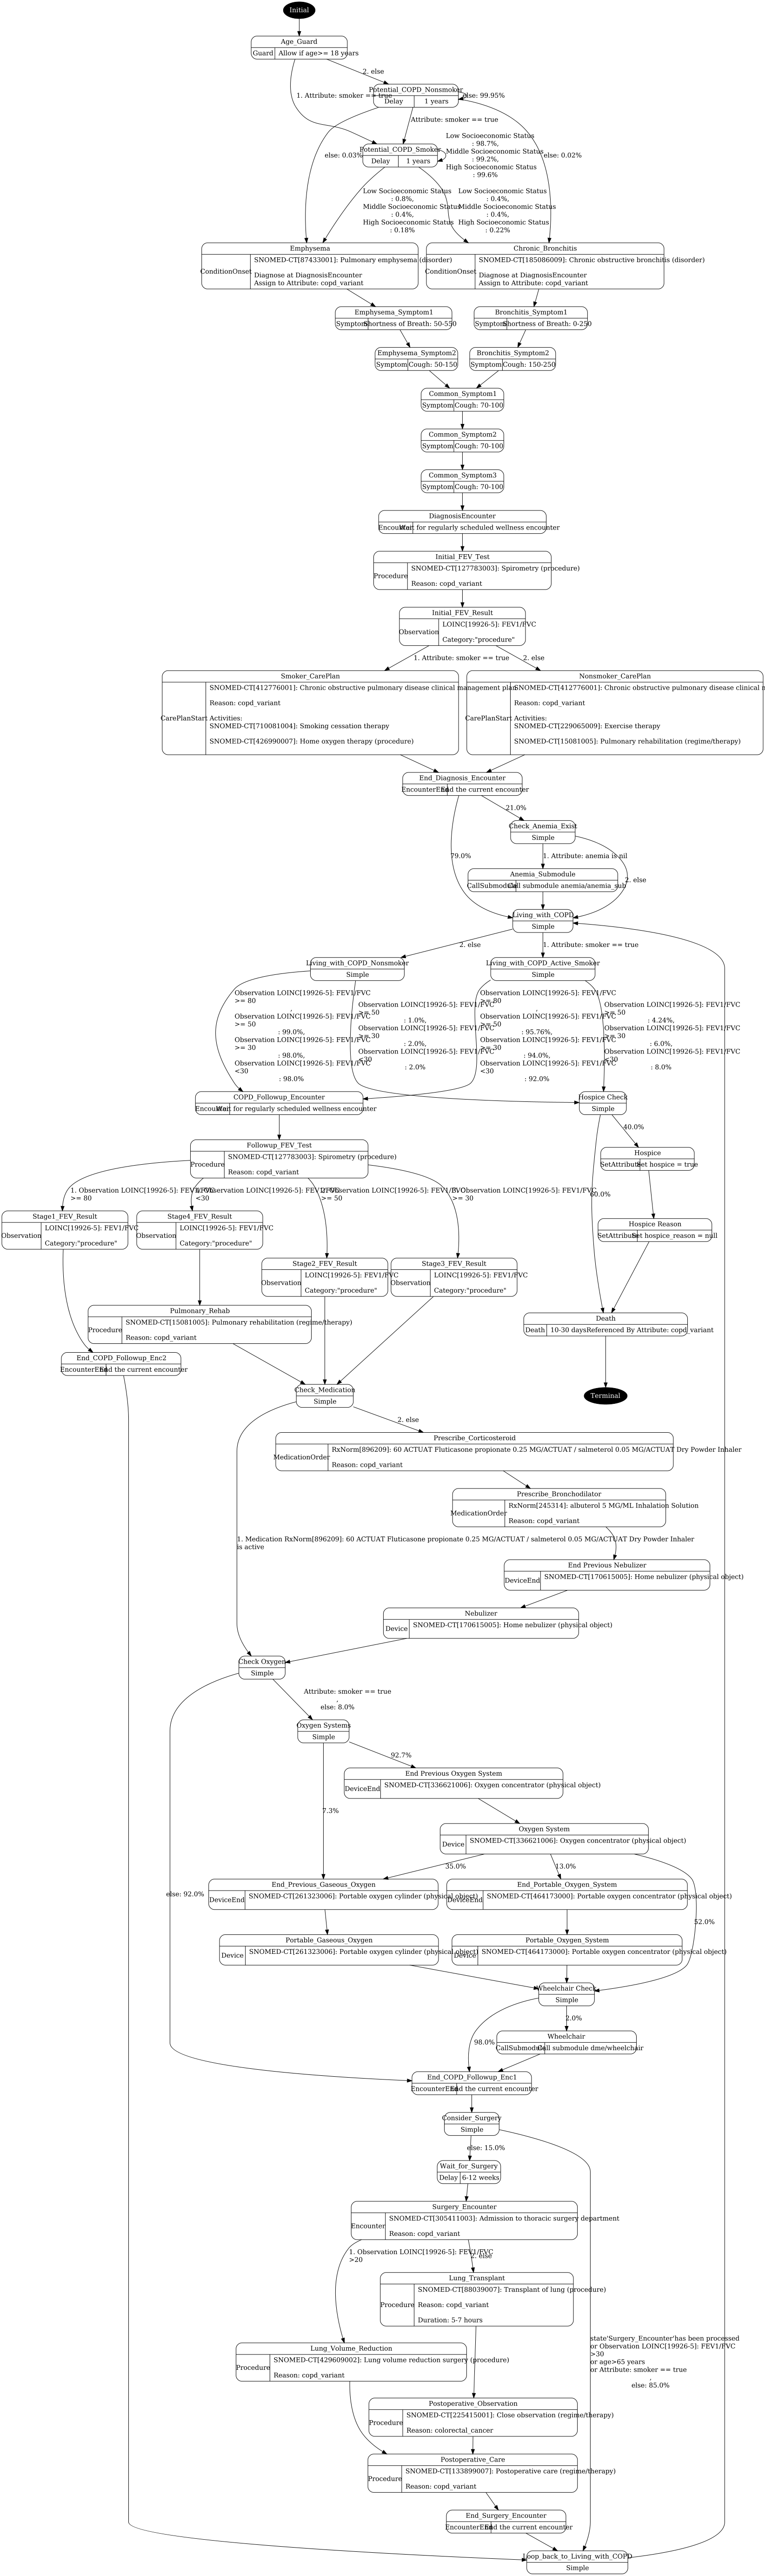 Initial
Age_Guard
Guard
Allow if age>= 18 years
2. else
1. Attribute: smoker == true
Potential_COPD_Nonsmoker
Delay
1 years
else: 99.95%
Attribute: smoker == true
else: 0.03%
else: 0.02%
Potential_COPD_Smoker
Delay
1 years
Low Socioeconomic Status
: 98.7%,
Middle Socioeconomic Status
: 99.2%,
High Socioeconomic Status
: 99.6%
Low Socioeconomic Status
: 0.8%,
Middle Socioeconomic Status
: 0.4%,
High Socioeconomic Status
: 0.18%
Low Socioeconomic Status
: 0.4%,
Middle Socioeconomic Status
: 0.4%,
High Socioeconomic Status
: 0.22%
Emphysema
ConditionOnset
SNOMED-CT[87433001]: Pulmonary emphysema (disorder)
Diagnose at DiagnosisEncounter
Assign to Attribute: copd_variant
Chronic_Bronchitis
ConditionOnset
SNOMED-CT[185086009]: Chronic obstructive bronchitis (disorder)
Diagnose at DiagnosisEncounter
Assign to Attribute: copd_variant
Emphysema_Symptom1
Symptom
Shortness of Breath: 50-550
Bronchitis_Symptom1
Symptom
Shortness of Breath: 0-250
Emphysema_Symptom2
Symptom
Cough: 50-150
Bronchitis_Symptom2
Symptom
Cough: 150-250
Common_Symptom1
Symptom
Cough: 70-100
Common_Symptom2
Symptom
Cough: 70-100
Common_Symptom3
Symptom
Cough: 70-100
DiagnosisEncounter
Encounter
Wait for regularly scheduled wellness encounter
Initial_FEV_Test
Procedure
SNOMED-CT[127783003]: Spirometry (procedure)
Reason: copd_variant
Initial_FEV_Result
Observation
LOINC[19926-5]: FEV1/FVC
Category:"procedure"
1. Attribute: smoker == true
2. else
Smoker_CarePlan
CarePlanStart
SNOMED-CT[412776001]: Chronic obstructive pulmonary disease clinical management plan
Reason: copd_variant
Activities:
SNOMED-CT[710081004]: Smoking cessation therapy
SNOMED-CT[426990007]: Home oxygen therapy (procedure)
Nonsmoker_CarePlan
CarePlanStart
SNOMED-CT[412776001]: Chronic obstructive pulmonary disease clinical
Reason: copd_variant
Activities:
SNOMED-CT[229065009]: Exercise therapy
SNOMED-CT[15081005]: Pulmonary rehabilitation (regime/therapy)
End_Diagnosis_Encounter
EncounterEnd
End the current encounter
21.0%
79.0%
Check_Anemia_Exist
Simple
1. Attribute: anemia is nil
2. else
Anemia_Submodule
CallSubmodule
Call submodule anemia/anemia_sub
Living_with_COPD
Simple
2. else
1. Attribute: smoker == true
Living_with_COPD_Nonsmoker
Simple
Living_with_COPD_Active_Smoker
Simple
Observation LOINC[19926-5]: FEV1/FVC
>= 80
,
Observation LOINC[19926-5]: FEV1/FVC
>= 50
: 99.0%,
Observation LOINC[19926-5]: FEV1/FVC
>= 30
: 98.0%,
Observation LOINC[19926-5]: FEV1/FVC
<30
: 98.0%
Observation LOINC[19926-5]: FEV1/FVC
>= 50
: 1.0%,
Observation LOINC[19926-5]: FEV1/FVC
>= 30
: 2.0%,
Observation LOINC[19926-5]: FEV1/FVC
<30
: 2.0%
Observation LOINC[19926-5]: FEV1/FVC
>= 80
,
Observation LOINC[19926-5]: FEV1/FVC
>= 50
: 95.76%,
Observation LOINC[19926-5]: FEV1/FVC
>= 30
: 94.0%,
Observation LOINC[19926-5]: FEV1/FVC
<30
: 92.0%
Observation LOINC[19926-5]: FEV1/FVC
>= 50
: 4.24%,
Observation LOINC[19926-5]: FEV1/FVC
>= 30
: 6.0%,
Observation LOINC[19926-5]: FEV1/FVC
<30
: 8.0%
COPD_Followup_Encounter
Encounter
Wait for regularly scheduled wellness encounter
Hospice Check
Simple
40.0%
60.0%
Followup_FEV_Test
Procedure
SNOMED-CT[127783003]: Spirometry (procedure)
Reason: copd_variant
Hospice
SetAttribute
Set hospice = true
1. Observation LOINC[19926-5]: FEV1/FVC
>= 80
Observation LOINC[19926-5]: FEV1/FVC
<30
Observation LOINC[19926-5]: FEV1/FVC
>= 50
Observation LOINC[19926-5]: FEV1/FVC
>= 30
Stage1_FEV_Result
Observation
LOINC[19926-5]: FEV1/FVC
Category:"procedure"
Stage4_FEV_Result
Observation
LOINC[19926-5]: FEV1/FVC
Category:"procedure"
Hospice Reason
SetAttribute
Set hospice_reason = null
Stage2_FEV_Result
Observation
LOINC[19926-5]: FEV1/FVC
Category:"procedure"
Stage3_FEV_Result
Observation
LOINC[19926-5]: FEV1/FVC
Category:"procedure"
Pulmonary_Rehab
Procedure
SNOMED-CT[15081005]: Pulmonary rehabilitation (regime/therapy)
Reason: copd_variant
Death
Death
10-30 daysReferenced By Attribute: copd_variant
End_COPD_Followup_Enc2
EncounterEnd
End the current encounter
Terminal
Check_Medication
Simple
2. else
Prescribe_Corticosteroid
MedicationOrder
RxNorm[896209]: 60 ACTUAT Fluticasone propionate 0.25 MG/ACTUAT / salmeterol 0.05 MG/ACTUAT Dry Powder Inhaler
Reason: copd_variant
Prescribe_Bronchodilator
MedicationOrder
RxNorm[245314]: albuterol 5 MG/ML Inhalation Solution
Reason: copd_variant
1. Medication RxNorm[896209]: 60 ACTUAT Fluticasone propionate 0.25 MG/ACTUAT / salmeterol 0.05 MG/ACTUAT Dry Powder Inhaler
is active
End Previous Nebulizer
DeviceEnd
SNOMED-CT[170615005]: Home nebulizer (physical object)
Nebulizer
Device
SNOMED-CT[170615005]: Home nebulizer (physical object)
Check Oxygen
Simple
Attribute: smoker == true
,
else: 8.0%
Oxygen Systems
Simple
92.7%
7.3%
End Previous Oxygen System
DeviceEnd
SNOMED-CT[336621006]: Oxygen concentrator (physical object)
Oxygen System
Device
SNOMED-CT[336621006]: Oxygen concentrator (physical object)
35.0%
13.0%
52.0%
else: 92.0%
End_Previous_Gaseous_Oxygen
DeviceEnd
SNOMED-CT[261323006]: Portable oxygen cylinder (physical object)
End_Portable_Oxygen_System
DeviceEnd
SNOMED-CT[464173000]: Portable oxygen concentrator (physical object)
Portable_Gaseous_Oxygen
Device
SNOMED-CT[261323006]: Portable oxygen cylinder (physical object)
Portable_Oxygen_System
Device
SNOMED-CT[464173000]: Portable oxygen concentrator (physical object)
Wheelchair Check
Simple
2.0%
98.0%
Wheelchair
CallSubmodule
Call submodule dme/wheelchair
End_COPD_Followup_Enc1
EncounterEnd
End the current encounter
Consider_Surgery
Simple
else: 15.0%
Wait_for_Surgery
Delay
6-12 weeks
Surgery_Encounter
Encounter
SNOMED-CT[305411003]: Admission to thoracic surgery department
Reason: copd_variant
1. Observation LOINC[19926-5]: FEV1/FVC
>20
2. else
Lung_Transplant
Procedure
SNOMED-CT[88039007]: Transplant of lung (procedure)
Reason: copd_variant
Duration: 5-7 hours
state'Surgery_Encounter'has been processed
or Observation LOINC[19926-5]: FEV1/FVC
>30
or age>65 years
or Attribute: smoker == true
,
else: 85.0%
Lung_Volume_Reduction
Procedure
SNOMED-CT[429609002]: Lung volume reduction surgery (procedure)
Reason: copd_variant
Postoperative_Observation
Procedure
SNOMED-CT[225415001]: Close observation (regime/therapy)
Reason: colorectal_cancer
Postoperative_Care
Procedure
SNOMED-CT[133899007]: Postoperative care (regime/therapy)
Reason: copd_variant
End_Surgery_Encounter
EncounterEnd
End the current encounter
Loop_back_to_Living_with_COPD
Simple